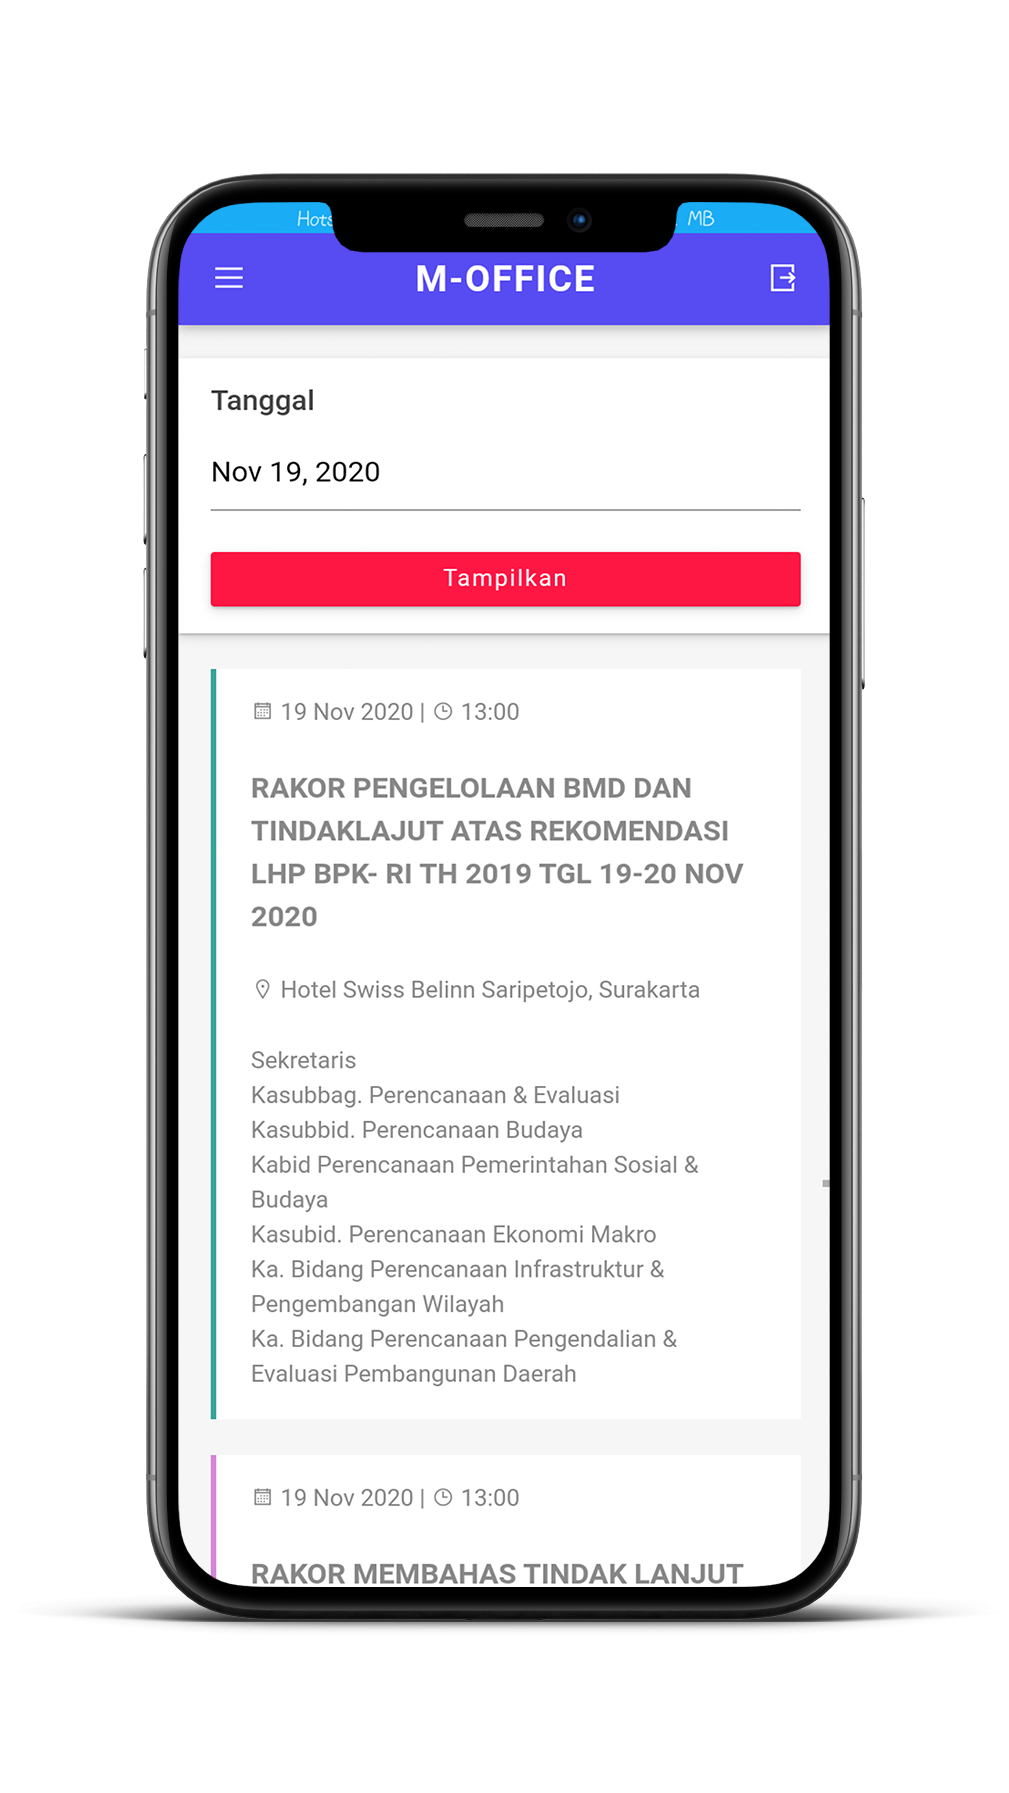 MB
M-OFFICE
Tanggal
Nov 19, 2020
Tampilkan
19 Nov 2020 | 13:00
RAKOR PENGELOLAAN BMD DAN
TINDAKLAJUT ATAS REKOMENDASI
LHP BPK- RI TH 2019 TGL 19-20 NOV
2020
Hotel Swiss Belinn Saripetojo, Surakarta
Sekretaris
Kasubbag. Perencanaan & Evaluasi
Kasubbid. Perencanaan Budaya
Kabid Perencanaan Pemerintahan Sosial &
Budaya
Kasubid. Perencanaan Ekonomi Makro
Ka. Bidang Perencanaan Infrastruktur &
Pengembangan Wilayah
Ka. Bidang Perencanaan Pengendalian &
Evaluasi Pembangunan Daerah
19 Nov 2020 | 13:00
RAKOR MEMBAHAS TINDAK LANJUT